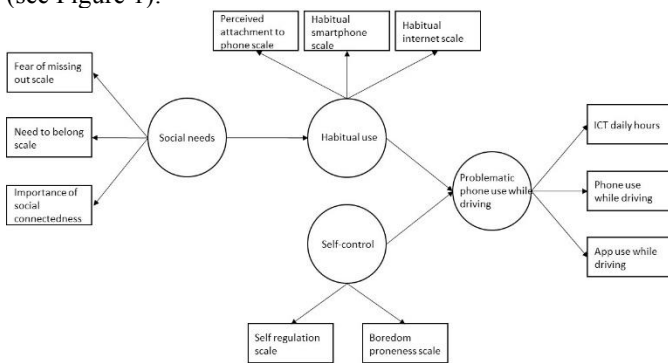 (see Figure 1).
Perceived
attachment to
phone scale
Habitual
smartphone
scale
Habitual
internet scale
Fear of missing
out scale
Need to belong
scale
Importance of
social
connectedness
Social needs
Habitual use
Problematic
phone use while
driving
Self-control
ICT daily hours
Phone use
while driving
App use while
driving
Self regulation
scale
Boredom
proneness scale